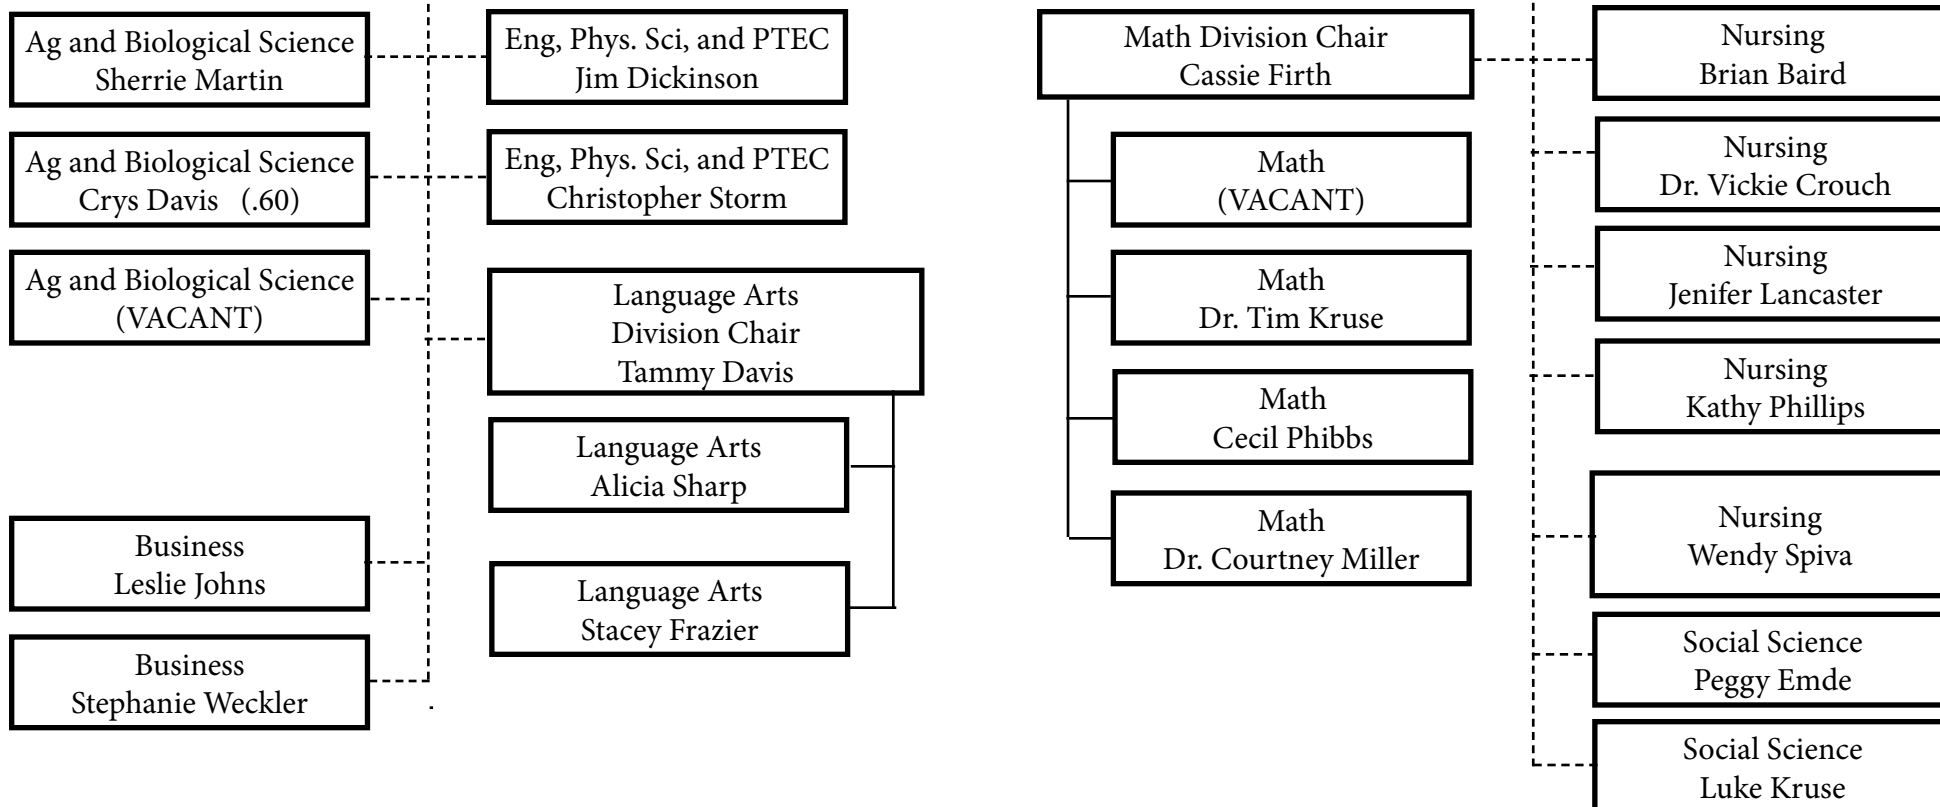 Ag and Biological Science
Sherrie Martin
Ag and Biological Science
Crys Davis (.60)
Ag and Biological Science
(VACANT)
Business
Leslie Johns
Business
Stephanie Weckler
Eng, Phys. Sci, and PTEC
Jim Dickinson
Eng, Phys. Sci, and PTEC
Christopher Storm
Language Arts
Division Chair
Tammy Davis
Language Arts
Alicia Sharp
Language Arts
Stacey Frazier
Math Division Chair
Cassie Firth
Math
(VACANT)
Math
Dr. Tim Kruse
Math
Cecil Phibbs
Math
Dr. Courtney Miller
Nursing
Brian Baird
Nursing
Dr. Vickie Crouch
Nursing
Jenifer Lancaster
Nursing
Kathy Phillips
Nursing
Wendy Spiva
Social Science
Peggy Emde
Social Science
Luke Kruse